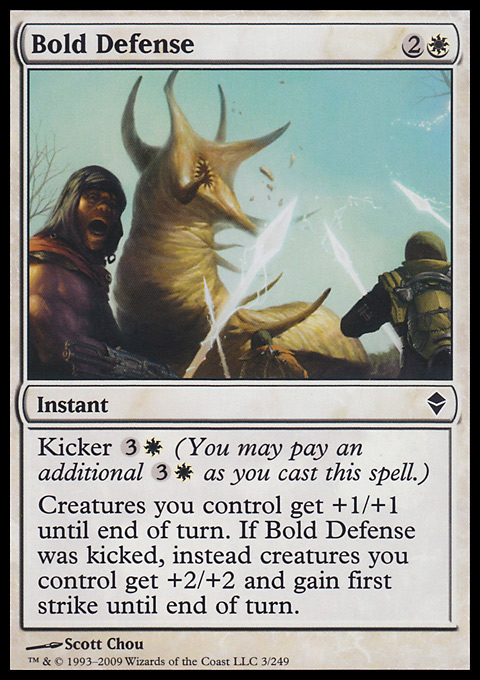 Bold Defense 2
Instant
Kicker 3 (You may pay an
additional 3 as you cast this spell.)
Creatures you control get +1/+1
until end of turn. If Bold Defense
was kicked, instead creatures you
control get +2/+2 and gain first
strike until end of turn.
Scott Chou
™ & © 1993–2009 Wizards of the Coast LLC 3/249